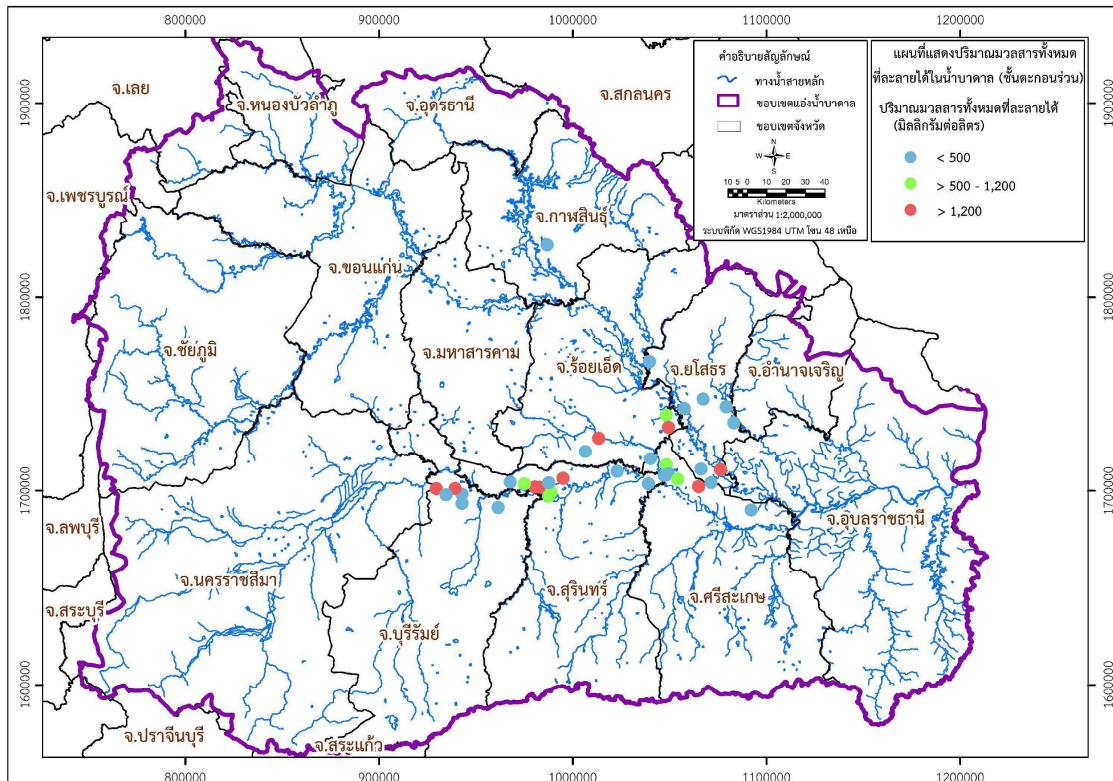 800000 900000 1000000 1100000 1200000
คำอธิบายสัญลักษณ์
ทางน้ำสายหลัก
ขอบเขตแอ่งน้ำบาดาล
ขอบเขตจังหวัด
N
W E
S
10 5 0 10 20 30 40
Kilometers
มาตราส่วน 1:2,000,000
ระบบพิกัด WGS1984 UTM โซน 48 เหนือ
แผนที่แสดงปริมาณมวลสารทั้งหมด
ที่ละลายได้ในน้ำบาดาล (ชั้นตะกอนร่วน)
ปริมาณมวลสารทั้งหมดที่ละลายได้
(มิลลิกรัมต่อลิตร)
< 500
> 500 - 1,200
> 1,200
จ.เลย
จ.หนองบัวลำภู
จ.อุดรธานี
จ.สกลนคร
1900000 1900000
จ.เพชรบูรณ์
จ.กาฬสินธุ์
จ.ขอนแก่น
1800000 1800000
จ.ชัยภูมิ
จ.มหาสารคาม
จ.ร้อยเอ็ด
จ.ยโสธร
จ.อำนาจเจริญ
1700000 1700000
จ.ลพบุรี
จ.อุบลราชธานี
จ.นครราชสีมา
จ.สระบุรี
จ.สุรินทร์
จ.ศรีสะเกษ
จ.บุรีรัมย์
1600000 1600000
จ.ปราจีนบุรี
จ.สระแก้ว
800000 900000 1000000 1100000 1200000